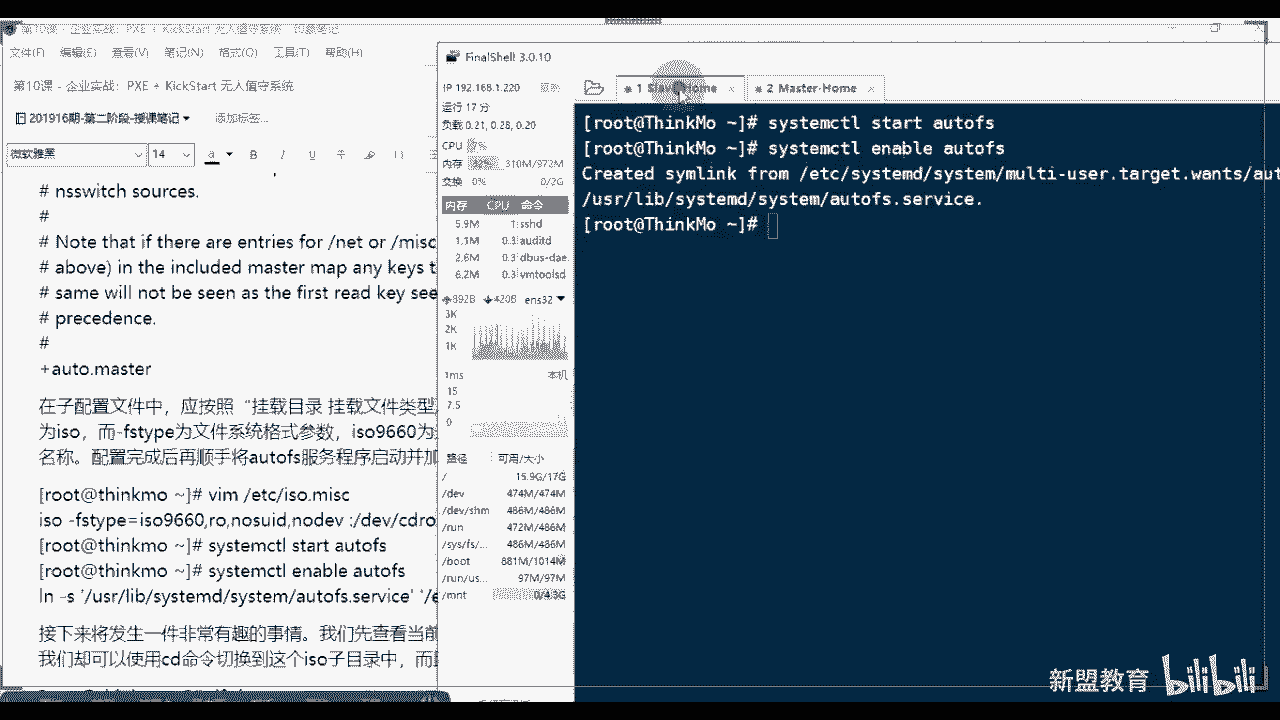 第10课 - 企业实战：PXE + KickStart 无人值守系统 - 印象笔记
文件(F) 编辑(E) 查看(V) 笔记(N) 格式(O) 工具(T) 帮助(H)
第10课 - 企业实战：PXE + KickStart 无人值守系统
201916期-第二阶段-授课笔记 添加标签...
微软雅黑 14 a B I U T
# nsswitch sources.
#
# Note that if there are entries for /net or /misc
# above) in the included master map any keys t
# same will not be seen as the first read key see
# precedence.
#
+auto.master
在子配置文件中，应按照“挂载目录 挂载文件类型
为iso，而-fstype为文件系统格式参数，iso9660为
名称。配置完成后再顺手将autofs服务程序启动并加
[root@thinkmo ~]# vim /etc/iso.misc
iso -fstype=iso9660,ro,nosuid,nodev :/dev/cdro
[root@thinkmo ~]# systemctl start autofs
[root@thinkmo ~]# systemctl enable autofs
ln -s '/usr/lib/systemd/system/autofs.service' '/e
接下来将发生一件非常有趣的事情。我们先查看当前
我们却可以使用cd命令切换到这个iso子目录中，而
FinalShell 3.0.10
IP 192.168.1.220
运行 17 分
负载 0.21, 0.28, 0.20
CPU
内存 310M/972M
交换 0% 0/2G
内存 CPU 命令
5.9M 1 sshd
1.1M 0.3 auditd
2.6M 0.3 dbus-dae
6.2M 0.3 vmtoolsd
892B 420B ens32
3K
2K
1K
1ms 本机
15
7.5
0
路径 可用/大小
/ 15.9G/17G
/dev 474M/474M
/dev/shm 486M/486M
/run 472M/486M
/sys/fs/... 486M/486M
/boot 881M/1014M
/run/us... 97M/97M
/mnt 0/4.3G
1 Slave-Home 2 Master-Home
[root@ThinkMo ~]# systemctl start autofs
[root@ThinkMo ~]# systemctl enable autofs
Created symlink from /etc/systemd/system/multi-user.target.wants/aut
/usr/lib/systemd/system/autofs.service.
[root@ThinkMo ~]#
新盟教育 bilibili